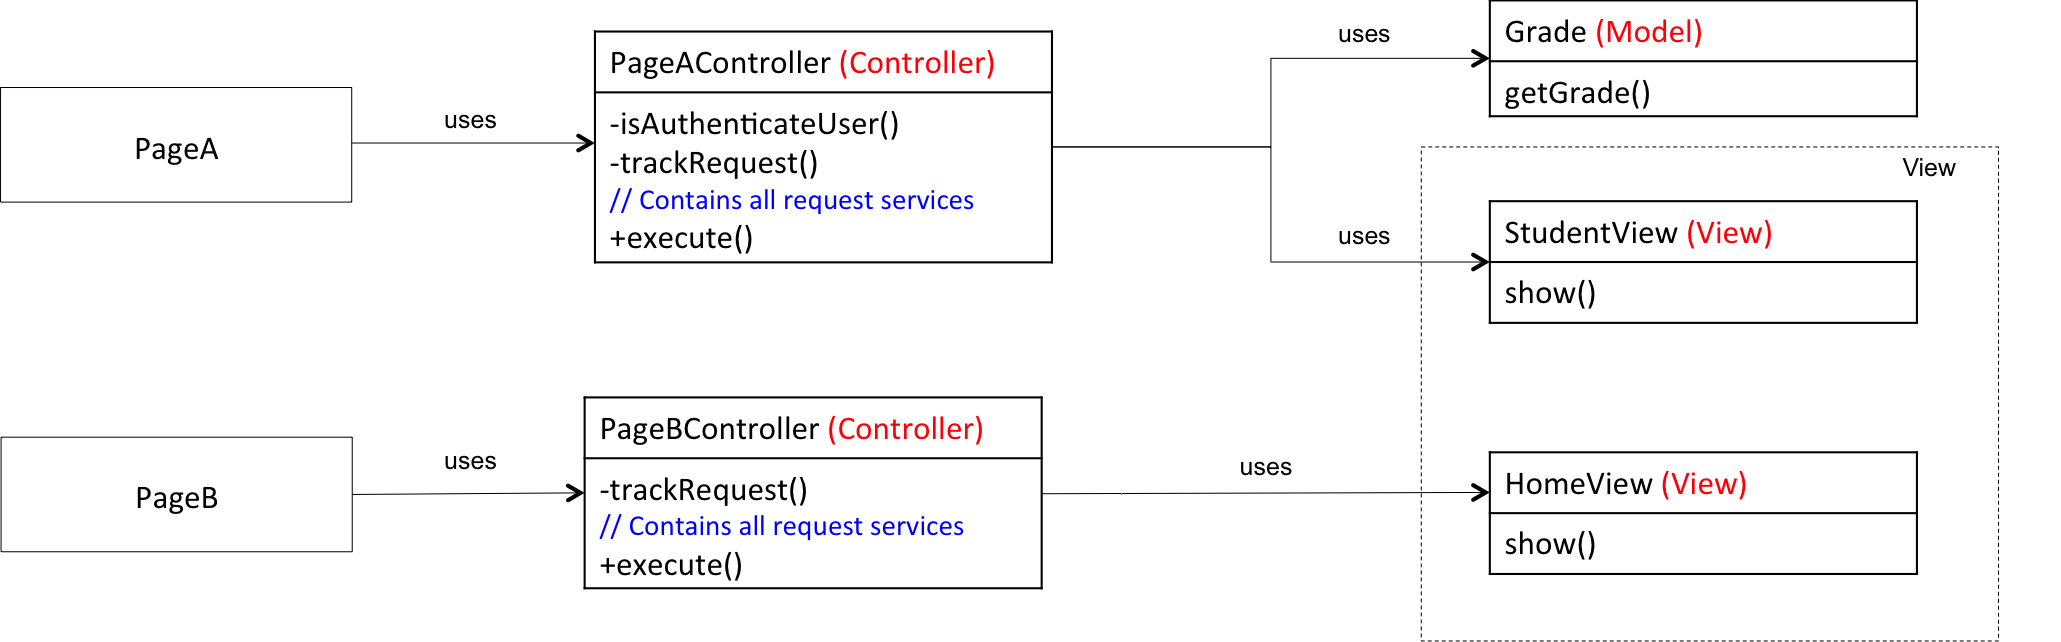 PageA
uses
PageAController (Controller)
-isAuthenticateUser()
-trackRequest()
// Contains all request services
+execute()
uses
Grade (Model)
getGrade()
View
uses
StudentView (View)
show()
PageB
uses
PageBController (Controller)
-trackRequest()
// Contains all request services
+execute()
uses
HomeView (View)
show()